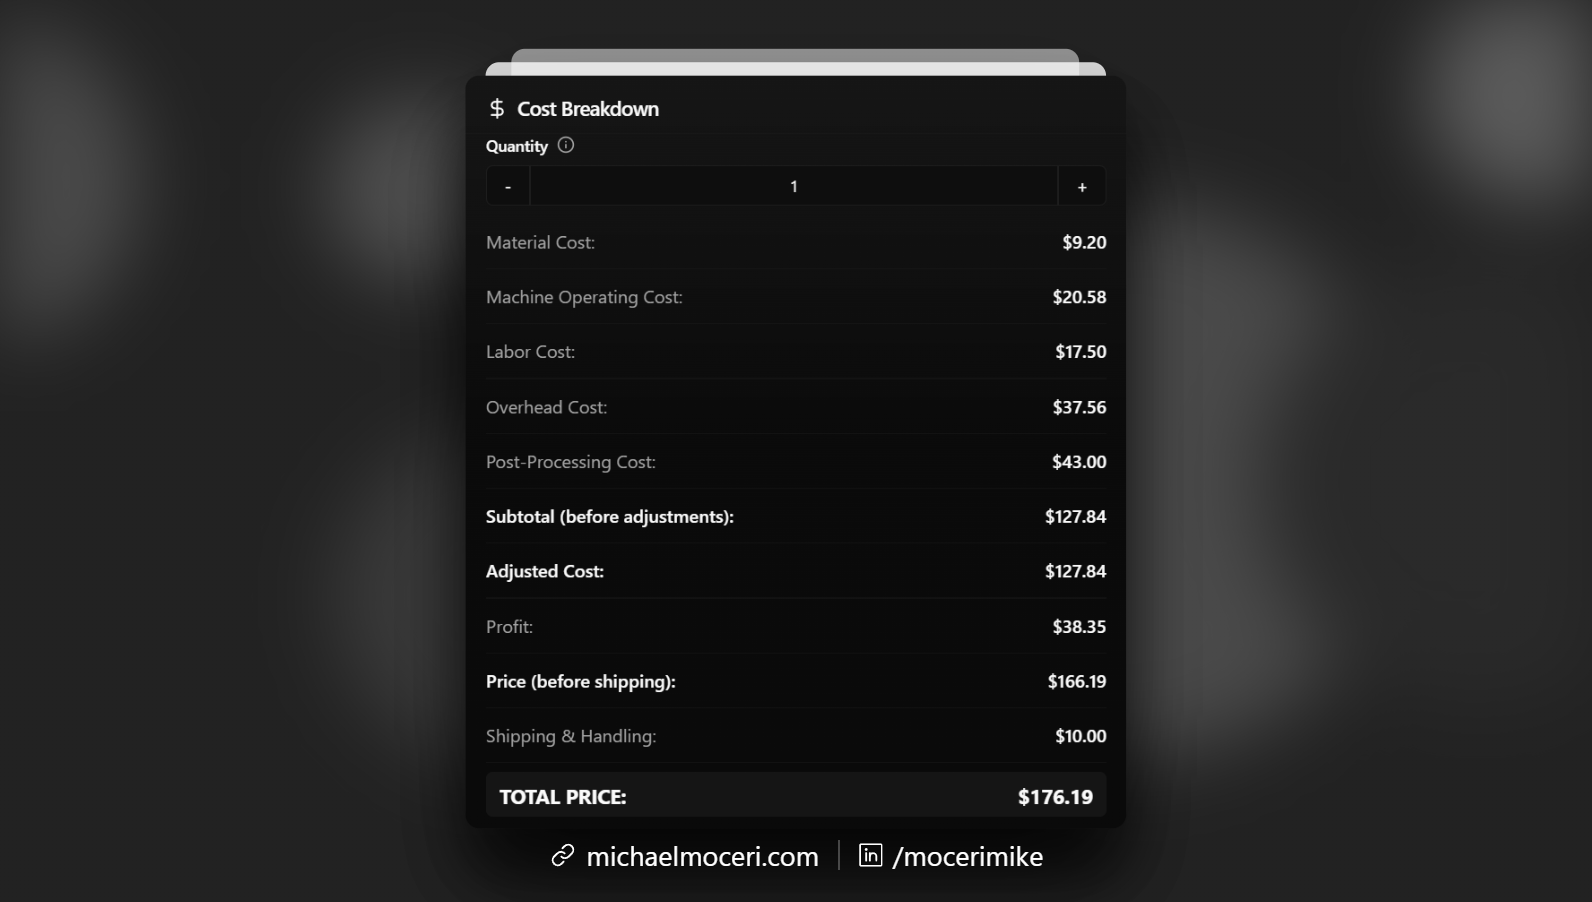 Cost Breakdown
Quantity
- 1 +
Material Cost: $9.20
Machine Operating Cost: $20.58
Labor Cost: $17.50
Overhead Cost: $37.56
Post-Processing Cost: $43.00
Subtotal (before adjustments): $127.84
Adjusted Cost: $127.84
Profit: $38.35
Price (before shipping): $166.19
Shipping & Handling: $10.00
TOTAL PRICE: $176.19
michaelmoceri.com | in /mocerimike